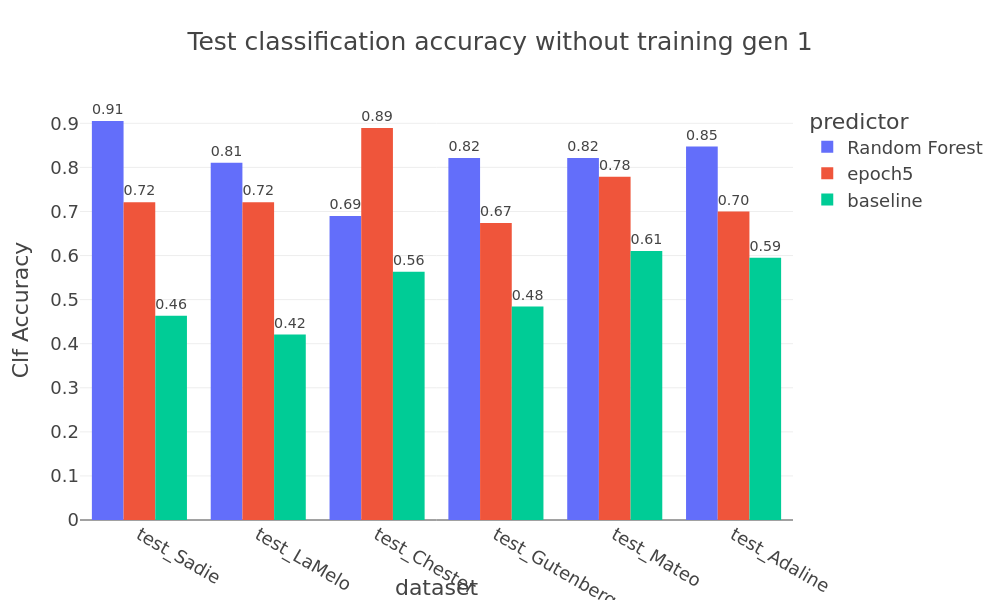 Test classification accuracy without training gen 1
Clf Accuracy
0.9
0.8
0.7
0.6
0.5
0.4
0.3
0.2
0.1
0
0.91
0.72
0.46
0.81
0.72
0.42
0.69
0.89
0.56
0.82
0.67
0.48
0.82
0.78
0.61
0.85
0.70
0.59
test_Sadie
test_LaMelo
test_Chester
test_Gutenberg
test_Mateo
test_Adaline
dataset
predictor
Random Forest
epoch5
baseline